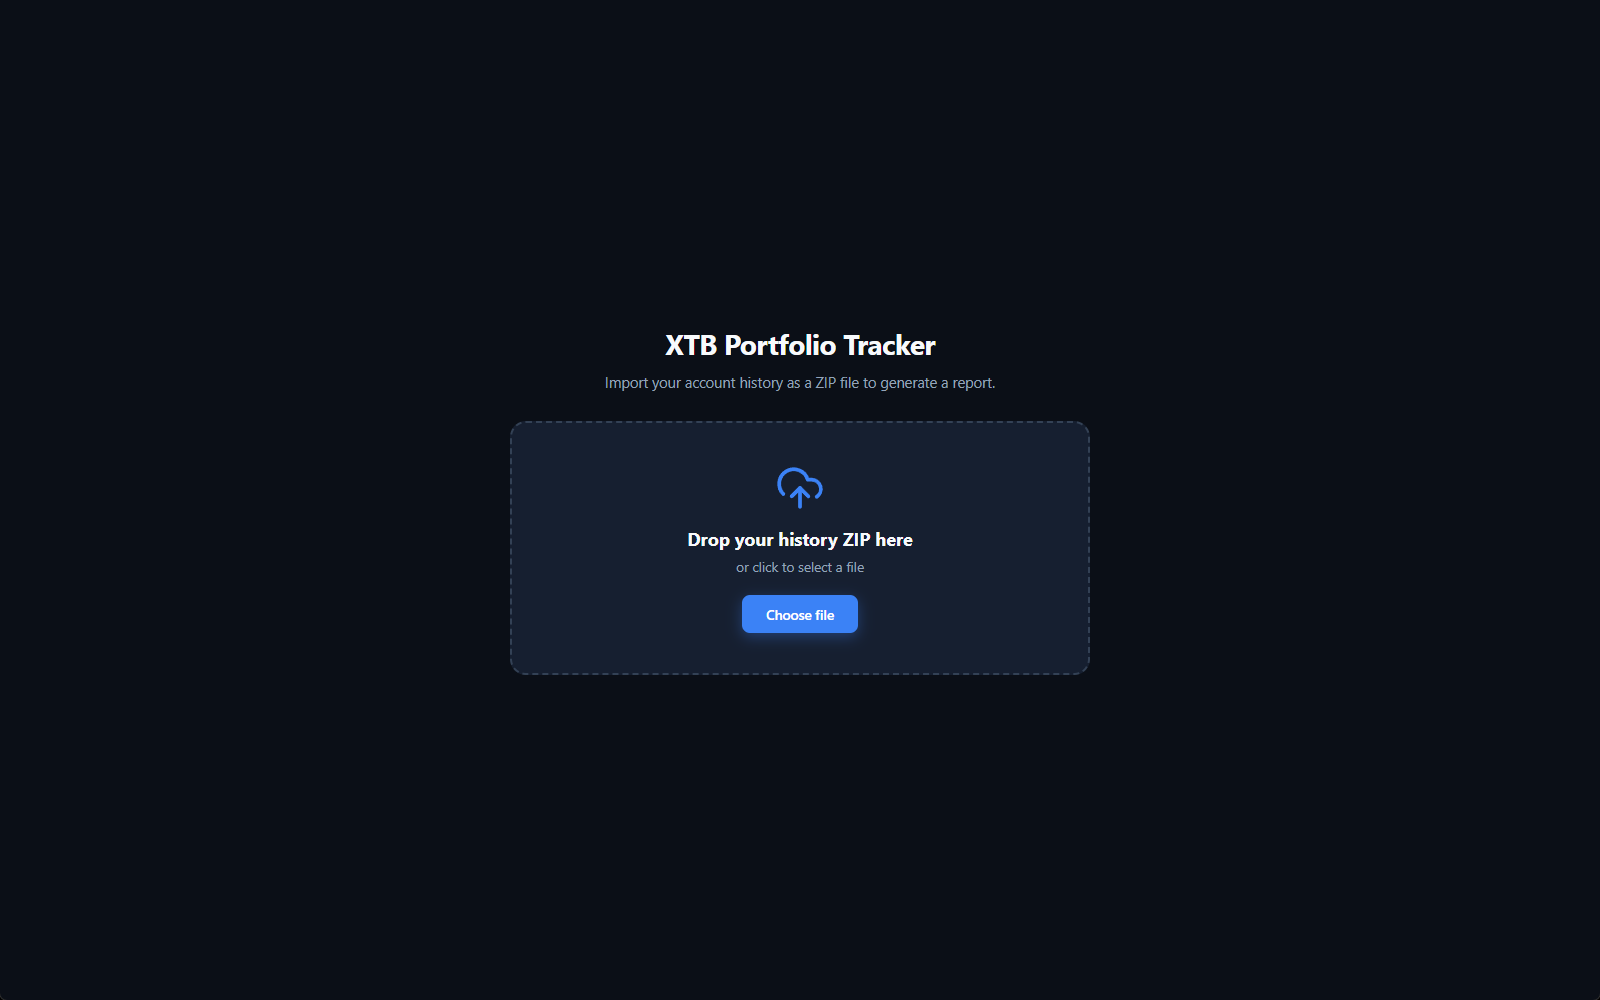 XTB Portfolio Tracker
Import your account history as a ZIP file to generate a report.
Drop your history ZIP here
or click to select a file
Choose file